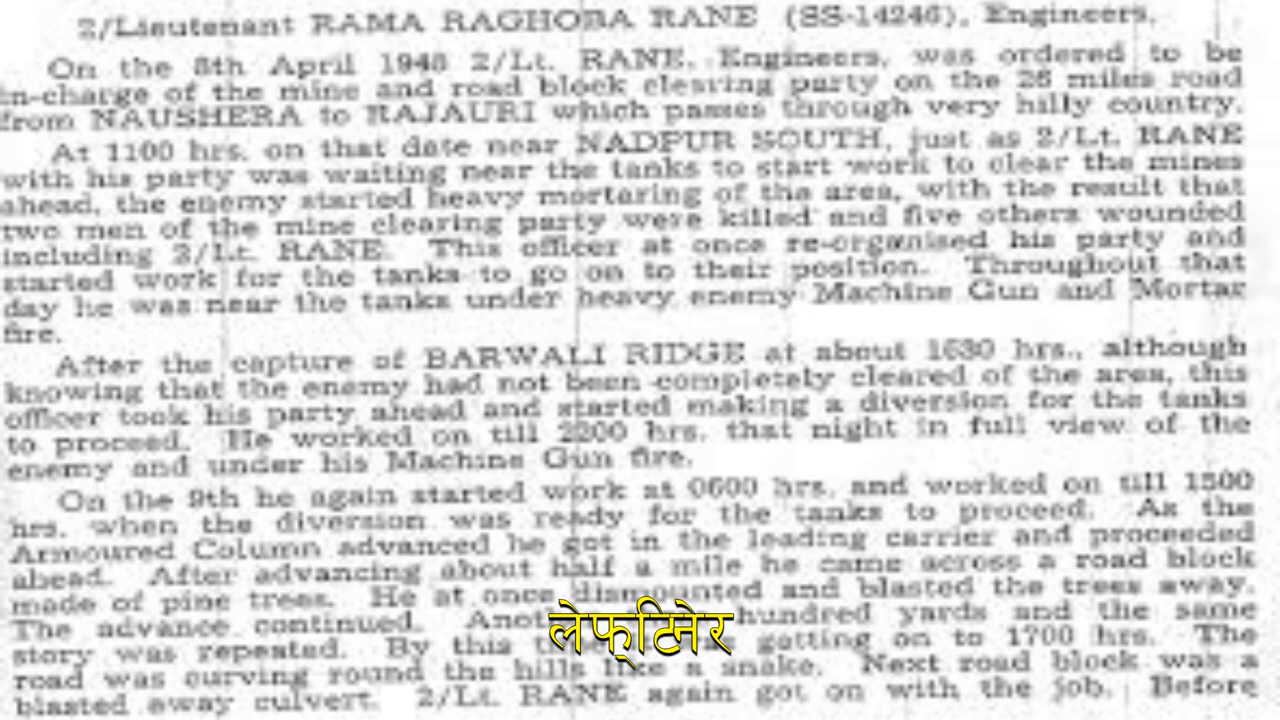 2/Lieutenant RAMA RAGHOBA RANE (SS-14246), Engineers.
On the 8th April 1948 2/Lt. RANE, Engineers, was ordered to be
in-charge of the mine and road block clearing party on the 26 miles road
from NAUSHERA to RAJAURI which passes through very hilly country.
At 1100 hrs. on that date near NADPUR SOUTH, just as 2/Lt. RANE
with his party was waiting near the tanks to start work to clear the mines
ahead, the enemy started heavy mortaring of the area, with the result that
two men of the mine clearing party were killed and five others wounded
including 2/Lt. RANE. This officer at once re-organised his party and
started work for the tanks to go on to their position. Throughout that
day he was near the tanks under heavy enemy Machine Gun and Mortar
fire.
After the capture of BARWALI RIDGE at about 1630 hrs., although
knowing that the enemy had not been completely cleared of the area, this
officer took his party ahead and started making a diversion for the tanks
to proceed. He worked on till 2200 hrs. that night in full view of the
enemy and under his Machine Gun fire.
On the 9th he again started work at 0600 hrs. and worked on till 1500
hrs. when the diversion was ready for the tanks to proceed. As the
Armoured Column advanced he got in the leading carrier and proceeded
ahead. After advancing about half a mile he came across a road block
made of pine trees. He at once dismounted and blasted the trees away.
The advance continued. hundred yards and the same
story was repeated. By this getting on to 1700 hrs. The
road was curving round the hills like a snake. Next road block was a
blasted away culvert. 2/Lt. RANE again got on with the job. Before
लेफ्टिनेर